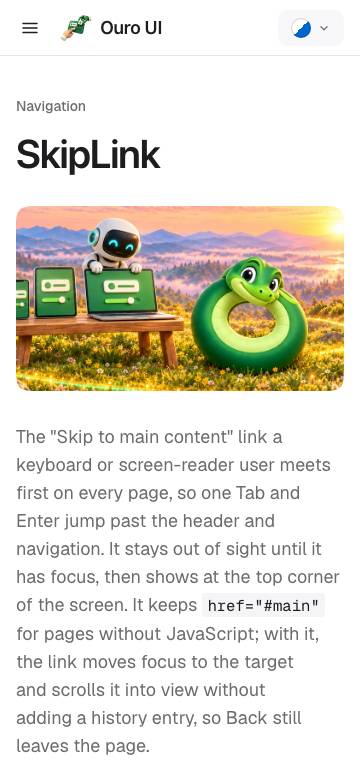 Ouro UI
Navigation
SkipLink
The "Skip to main content" link a
keyboard or screen-reader user meets
first on every page, so one Tab and
Enter jump past the header and
navigation. It stays out of sight until it
has focus, then shows at the top corner
of the screen. It keeps href="#main"
for pages without JavaScript; with it,
the link moves focus to the target
and scrolls it into view without
adding a history entry, so Back still
leaves the page.